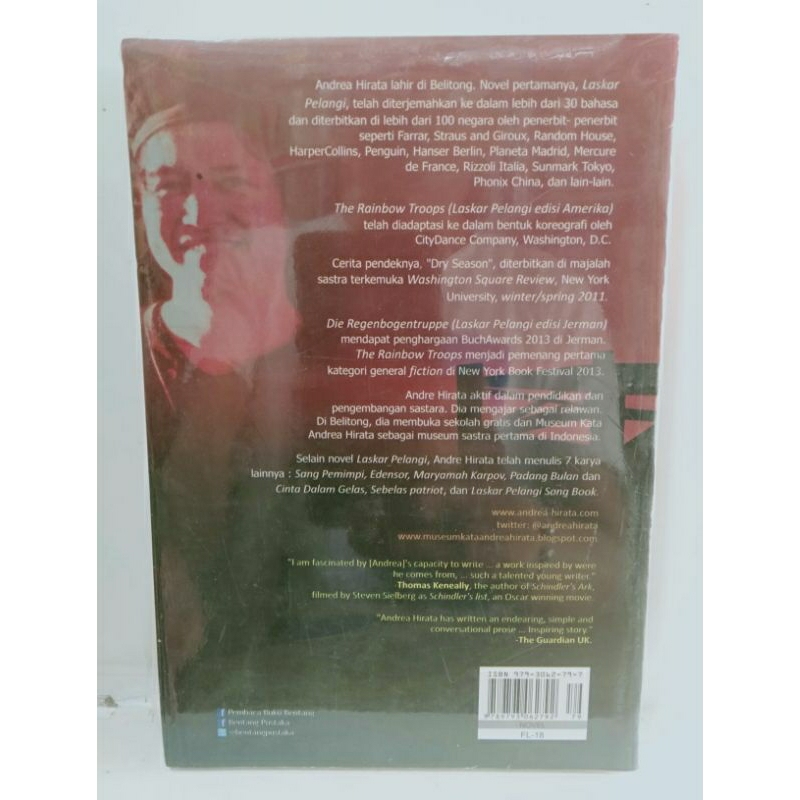 Andrea Hirata lahir di Belitong. Novel pertamanya, Laskar
Pelangi, telah diterjemahkan ke dalam lebih dari 30 bahasa
dan diterbitkan di lebih dari 100 negara oleh penerbit- penerbit
seperti Farrar, Straus and Giroux, Random House,
HarperCollins, Penguin, Hanser Berlin, Planeta Madrid, Mercure
de France, Rizzoli Italia, Sunmark Tokyo,
Phonix China, dan lain-lain.
The Rainbow Troops (Laskar Pelangi edisi Amerika)
telah diadaptasi ke dalam bentuk koreografi oleh
CityDance Company, Washington, D.C.
Cerita pendeknya, "Dry Season", diterbitkan di majalah
sastra terkemuka Washington Square Review, New York
University, winter/spring 2011.
Die Regenbogentruppe (Laskar Pelangi edisi Jerman)
mendapat penghargaan BuchAwards 2013 di Jerman.
The Rainbow Troops menjadi pemenang pertama
kategori general fiction di New York Book Festival 2013.
Andre Hirata aktif dalam pendidikan dan
pengembangan sastara. Dia mengajar sebagai relawan.
Di Belitong, dia membuka sekolah gratis dan Museum Kata
Andrea Hirata sebagai museum sastra pertama di Indonesia.
Selain novel Laskar Pelangi, Andre Hirata telah menulis 7 karya
lainnya : Sang Pemimpi, Edensor, Maryamah Karpov, Padang Bulan dan
Cinta Dalam Gelas, Sebelas patriot, dan Laskar Pelangi Song Book.
www.andrea-hirata.com
twitter: @andreahirata
www.museumkataandreahirata.blogspot.com
"I am fascinated by [Andrea]'s capacity to write ... a work inspired by were
he comes from, ... such a talented young writer."
-Thomas Keneally, the author of Schindler's Ark,
filmed by Steven Sielberg as Schindler's list, an Oscar winning movie.
"Andrea Hirata has written an endearing, simple and
conversational prose ... Inspiring story."
-The Guardian UK.
ISBN 979-3062-79-7
NOVEL
FL-18
Pembaca Buku Bentang
Bentang Pustaka
@bentangpustaka